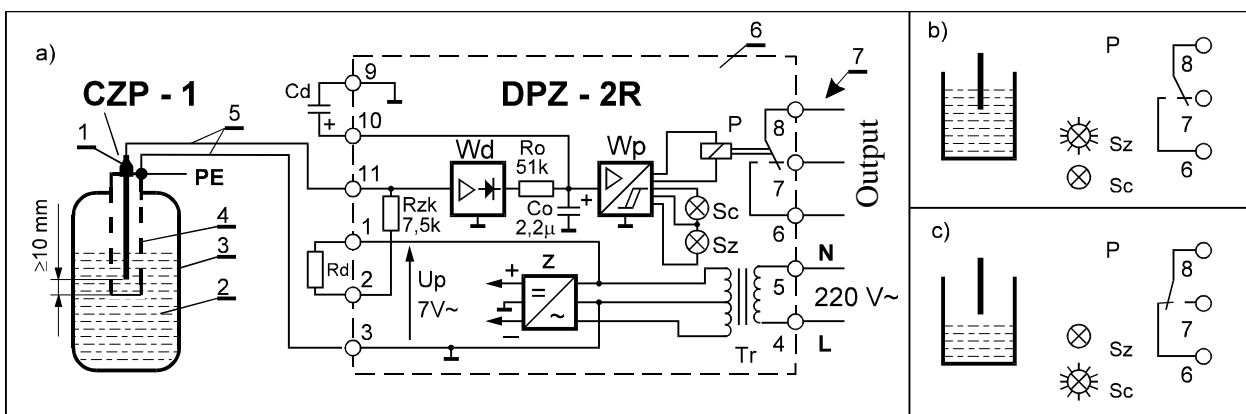 a)
CZP - 1
1
5
PE
≥10 mm
4
3
2
Cd
+
9
10
11
DPZ - 2R
6
7
Wd
Ro
51k
Wp
P
8
7
6
Output
Rzk
7,5k
Co
2,2µ
+
Sc
Sz
1
Rd
2
3
Up
7V~
+
z
=
~
–
Tr
N
5
220 V~
4
L
b)
P
8
7
6
Sz
Sc
c)
P
8
7
6
Sz
Sc